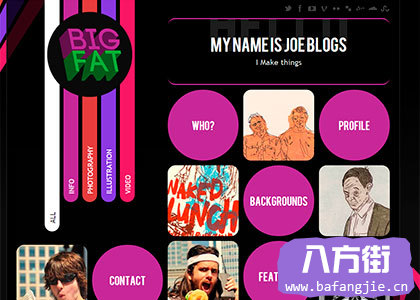 HELLO
BIG
FAT
MY NAME IS JOE BLOGS
I Make things
ALL
INFO
PHOTOGRAPHY
ILLUSTRATION
VIDEO
WHO?
PROFILE
NAKED
LUNCH
BACKGROUNDS
CONTACT
FEAT
八方街
www.bafangjie.cn